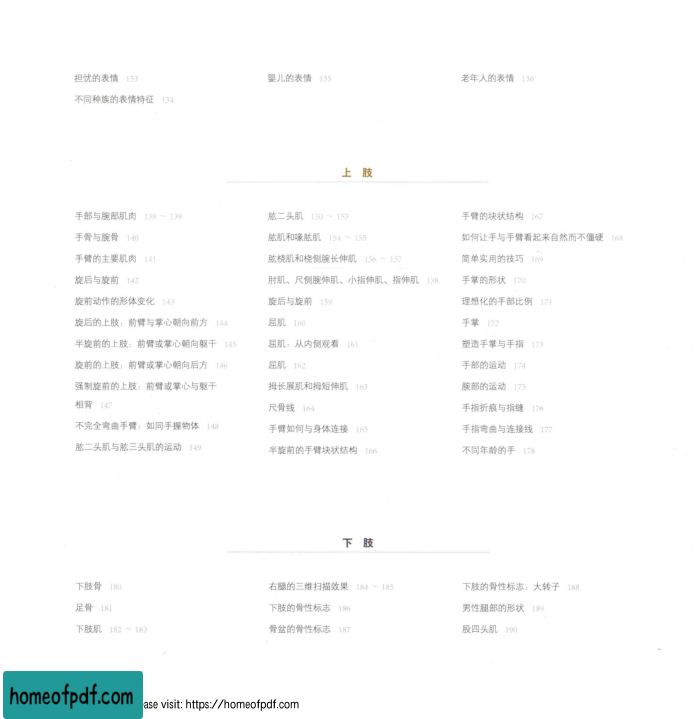 担忧的表情 133
不同种族的表情特征 134
婴儿的表情 135
老年人的表情 136
上 肢
手部与腕部肌肉 138 ~ 139
手骨与腕骨 140
手臂的主要肌肉 141
旋后与旋前 142
旋前动作的形体变化 143
旋后的上肢：前臂与掌心朝向前方 144
半旋前的上肢：前臂或掌心朝向躯干 145
旋前的上肢：前臂或掌心朝向后方 146
强制旋前的上肢：前臂或掌心与躯干
相背 147
不完全弯曲手臂：如同手握物体 148
肱二头肌与肱三头肌的运动 149
肱二头肌 150 ~ 153
肱肌和喙肱肌 154 ~ 155
肱桡肌和桡侧腕长伸肌 156 ~ 157
肘肌、尺侧腕伸肌、小指伸肌、指伸肌 158
旋后与旋前 159
屈肌 160
屈肌：从内侧观看 161
屈肌 162
拇长展肌和拇短伸肌 163
尺骨线 164
手臂如何与身体连接 165
半旋前的手臂块状结构 166
手臂的块状结构 167
如何让手与手臂看起来自然而不僵硬 168
简单实用的技巧 169
手掌的形状 170
理想化的手部比例 171
手掌 172
塑造手掌与手指 173
手部的运动 174
腕部的运动 175
手指折痕与指缝 176
手指弯曲与连接线 177
不同年龄的手 178
下 肢
下肢骨 180
足骨 181
下肢肌 182 ~ 183
右腿的三维扫描效果 184 ~ 185
下肢的骨性标志 186
骨盆的骨性标志 187
下肢的骨性标志：大转子 188
男性腿部的形状 189
股四头肌 190
homeofpdf.com ase visit: https://homeofpdf.com